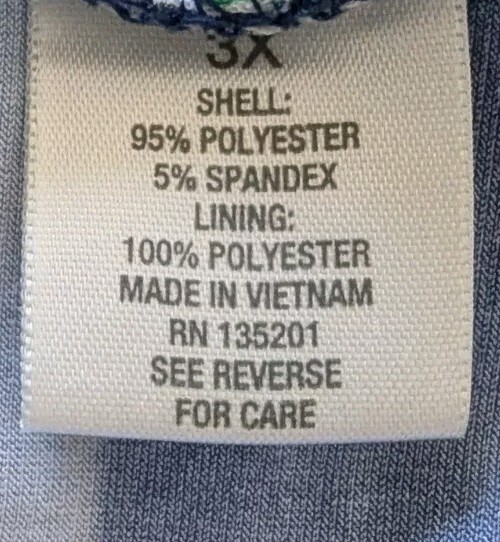 3X
SHELL:
95% POLYESTER
5% SPANDEX
LINING:
100% POLYESTER
MADE IN VIETNAM
RN 135201
SEE REVERSE
FOR CARE